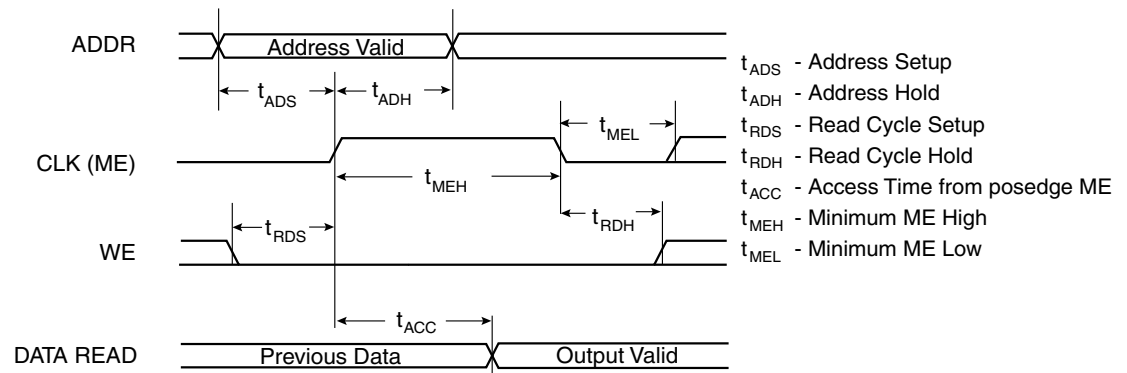 ADDR
Address Valid
tADS
tADH
CLK (ME)
tMEH
tMEL
WE
tRDS
tRDH
tACC
DATA READ
Previous Data
Output Valid
tADS - Address Setup
tADH - Address Hold
tRDS - Read Cycle Setup
tRDH - Read Cycle Hold
tACC - Access Time from posedge ME
tMEH - Minimum ME High
tMEL - Minimum ME Low